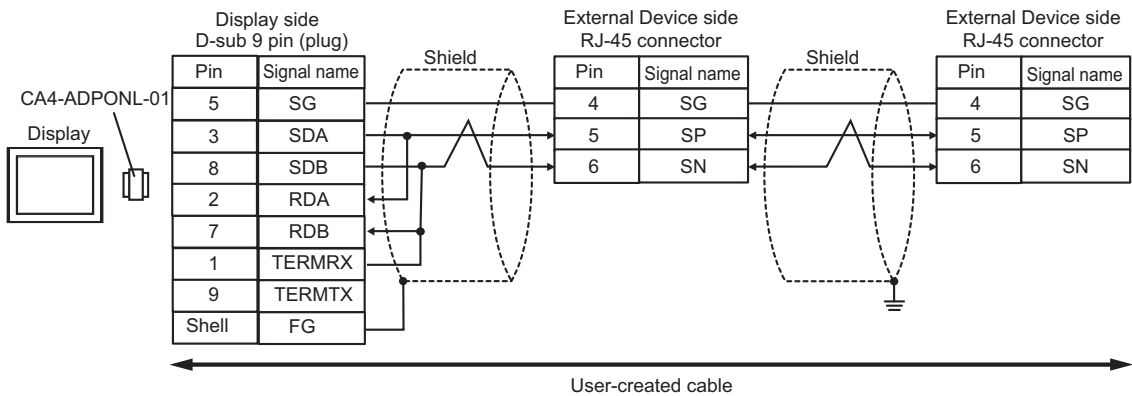 Display side
D-sub 9 pin (plug)
External Device side
RJ-45 connector
External Device side
RJ-45 connector
Shield
Shield
Pin Signal name
5 SG
3 SDA
8 SDB
2 RDA
7 RDB
1 TERMRX
9 TERMTX
Shell FG
Pin Signal name
4 SG
5 SP
6 SN
Pin Signal name
4 SG
5 SP
6 SN
CA4-ADPONL-01
Display
User-created cable